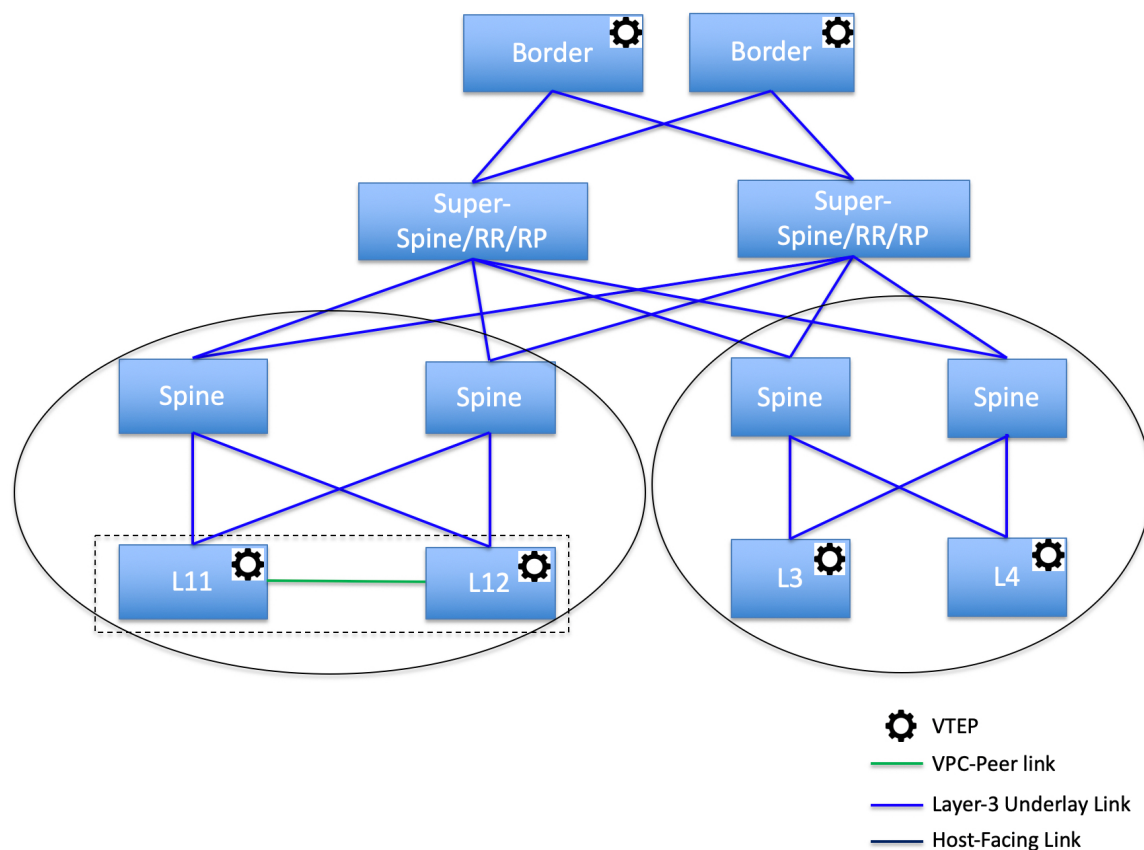 Border
Border
Super-
Spine/RR/RP
Super-
Spine/RR/RP
Spine
Spine
Spine
Spine
L11
L12
L3
L4
VTEP
VPC-Peer link
Layer-3 Underlay Link
Host-Facing Link